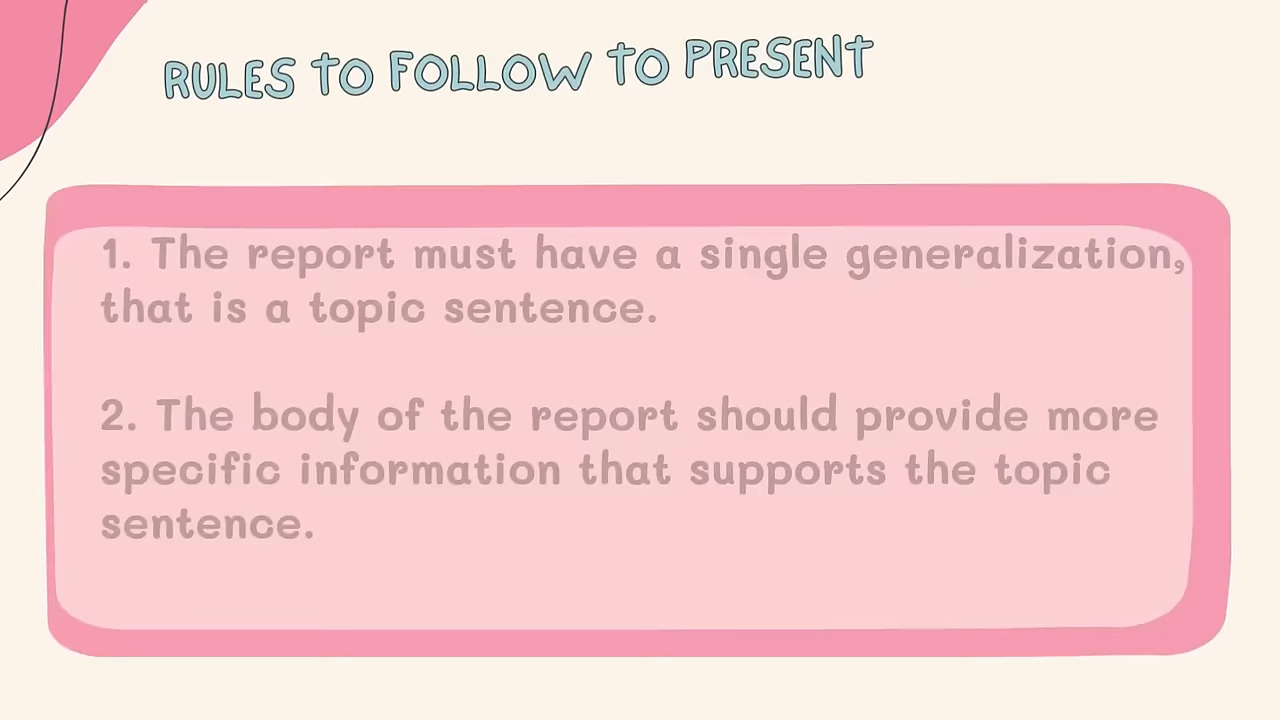 RULES TO FOLLOW TO PRESENT
1. The report must have a single generalization,
that is a topic sentence.
2. The body of the report should provide more
specific information that supports the topic
sentence.